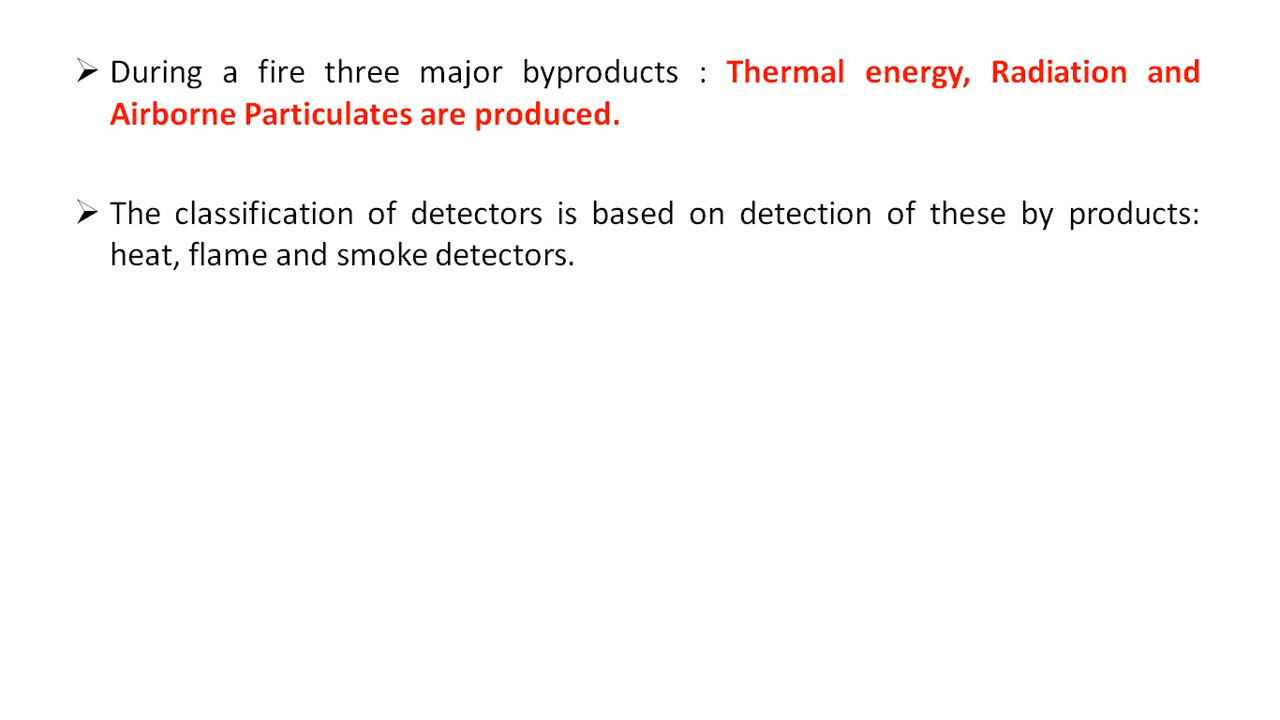 ➢ During a fire three major byproducts : Thermal energy, Radiation and
Airborne Particulates are produced.
➢ The classification of detectors is based on detection of these by products:
heat, flame and smoke detectors.